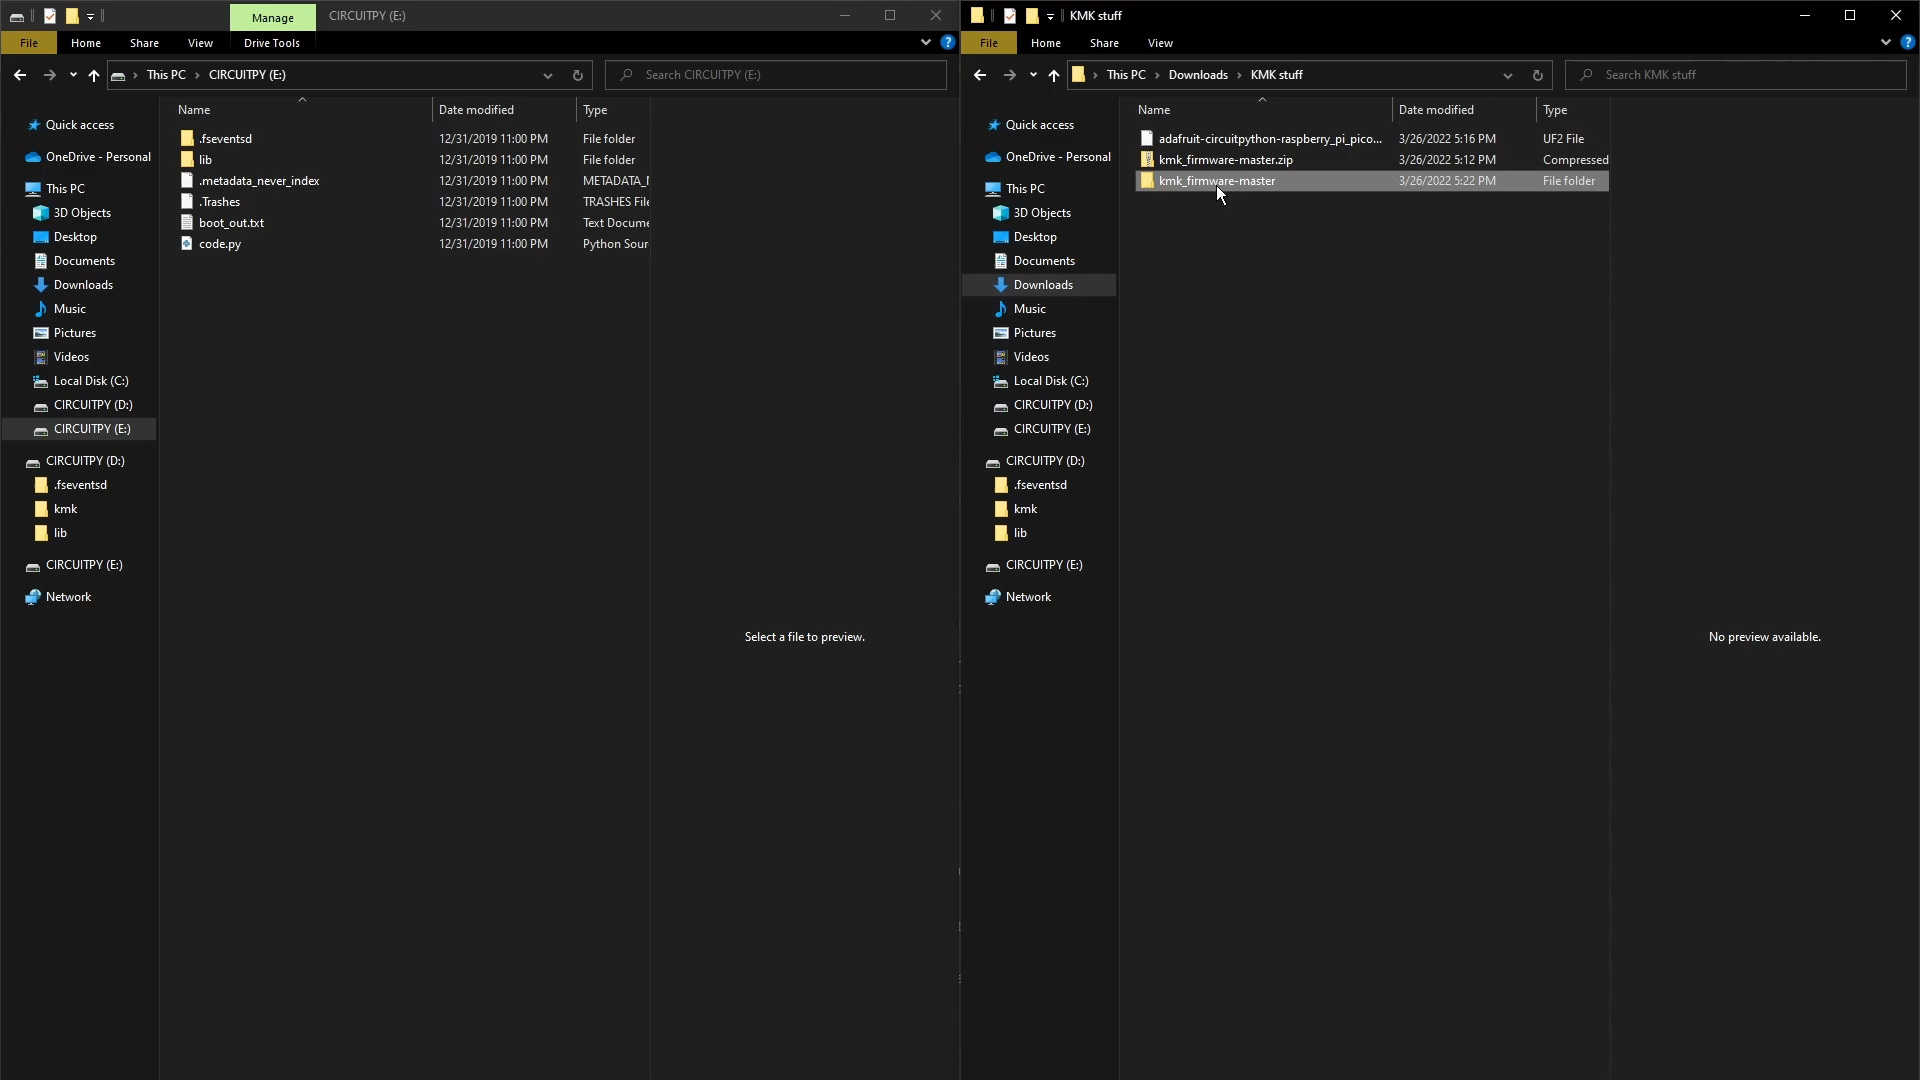 Manage
CIRCUITPY (E:)
File
Home
Share
View
Drive Tools
This PC
CIRCUITPY (E:)
Search CIRCUITPY (E:)
Name
Date modified
Type
Quick access
OneDrive - Personal
This PC
3D Objects
Desktop
Documents
Downloads
Music
Pictures
Videos
Local Disk (C:)
CIRCUITPY (D:)
CIRCUITPY (E:)
CIRCUITPY (D:)
.fseventsd
kmk
lib
CIRCUITPY (E:)
Network
.fseventsd 12/31/2019 11:00 PM File folder
lib 12/31/2019 11:00 PM File folder
.metadata_never_index 12/31/2019 11:00 PM METADATA_
.Trashes 12/31/2019 11:00 PM TRASHES File
boot_out.txt 12/31/2019 11:00 PM Text Docume
code.py 12/31/2019 11:00 PM Python Sour
Select a file to preview.
KMK stuff
File
Home
Share
View
This PC
Downloads
KMK stuff
Search KMK stuff
Name
Date modified
Type
Quick access
OneDrive - Personal
This PC
3D Objects
Desktop
Documents
Downloads
Music
Pictures
Videos
Local Disk (C:)
CIRCUITPY (D:)
CIRCUITPY (E:)
CIRCUITPY (D:)
.fseventsd
kmk
lib
CIRCUITPY (E:)
Network
adafruit-circuitpython-raspberry_pi_pico... 3/26/2022 5:16 PM UF2 File
kmk_firmware-master.zip 3/26/2022 5:12 PM Compressed
kmk_firmware-master 3/26/2022 5:22 PM File folder
No preview available.